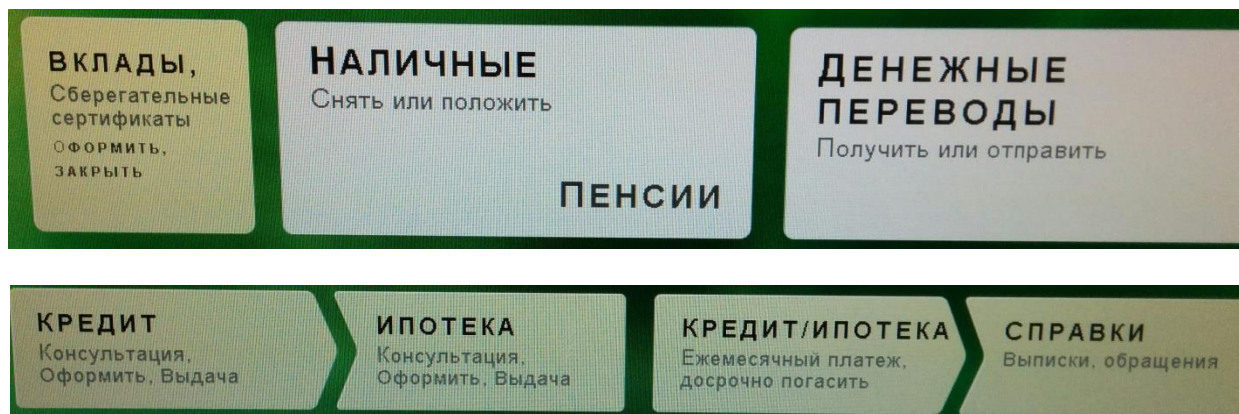 ВКЛАДЫ,
Сберегательные
сертификаты
ОФОРМИТЬ,
ЗАКРЫТЬ
НАЛИЧНЫЕ
Снять или положить
ПЕНСИИ
ДЕНЕЖНЫЕ
ПЕРЕВОДЫ
Получить или отправить
КРЕДИТ
Консультация,
Оформить, Выдача
ИПОТЕКА
Консультация,
Оформить, Выдача
КРЕДИТ/ИПОТЕКА
Ежемесячный платеж,
досрочно погасить
СПРАВКИ
Выписки, обращения